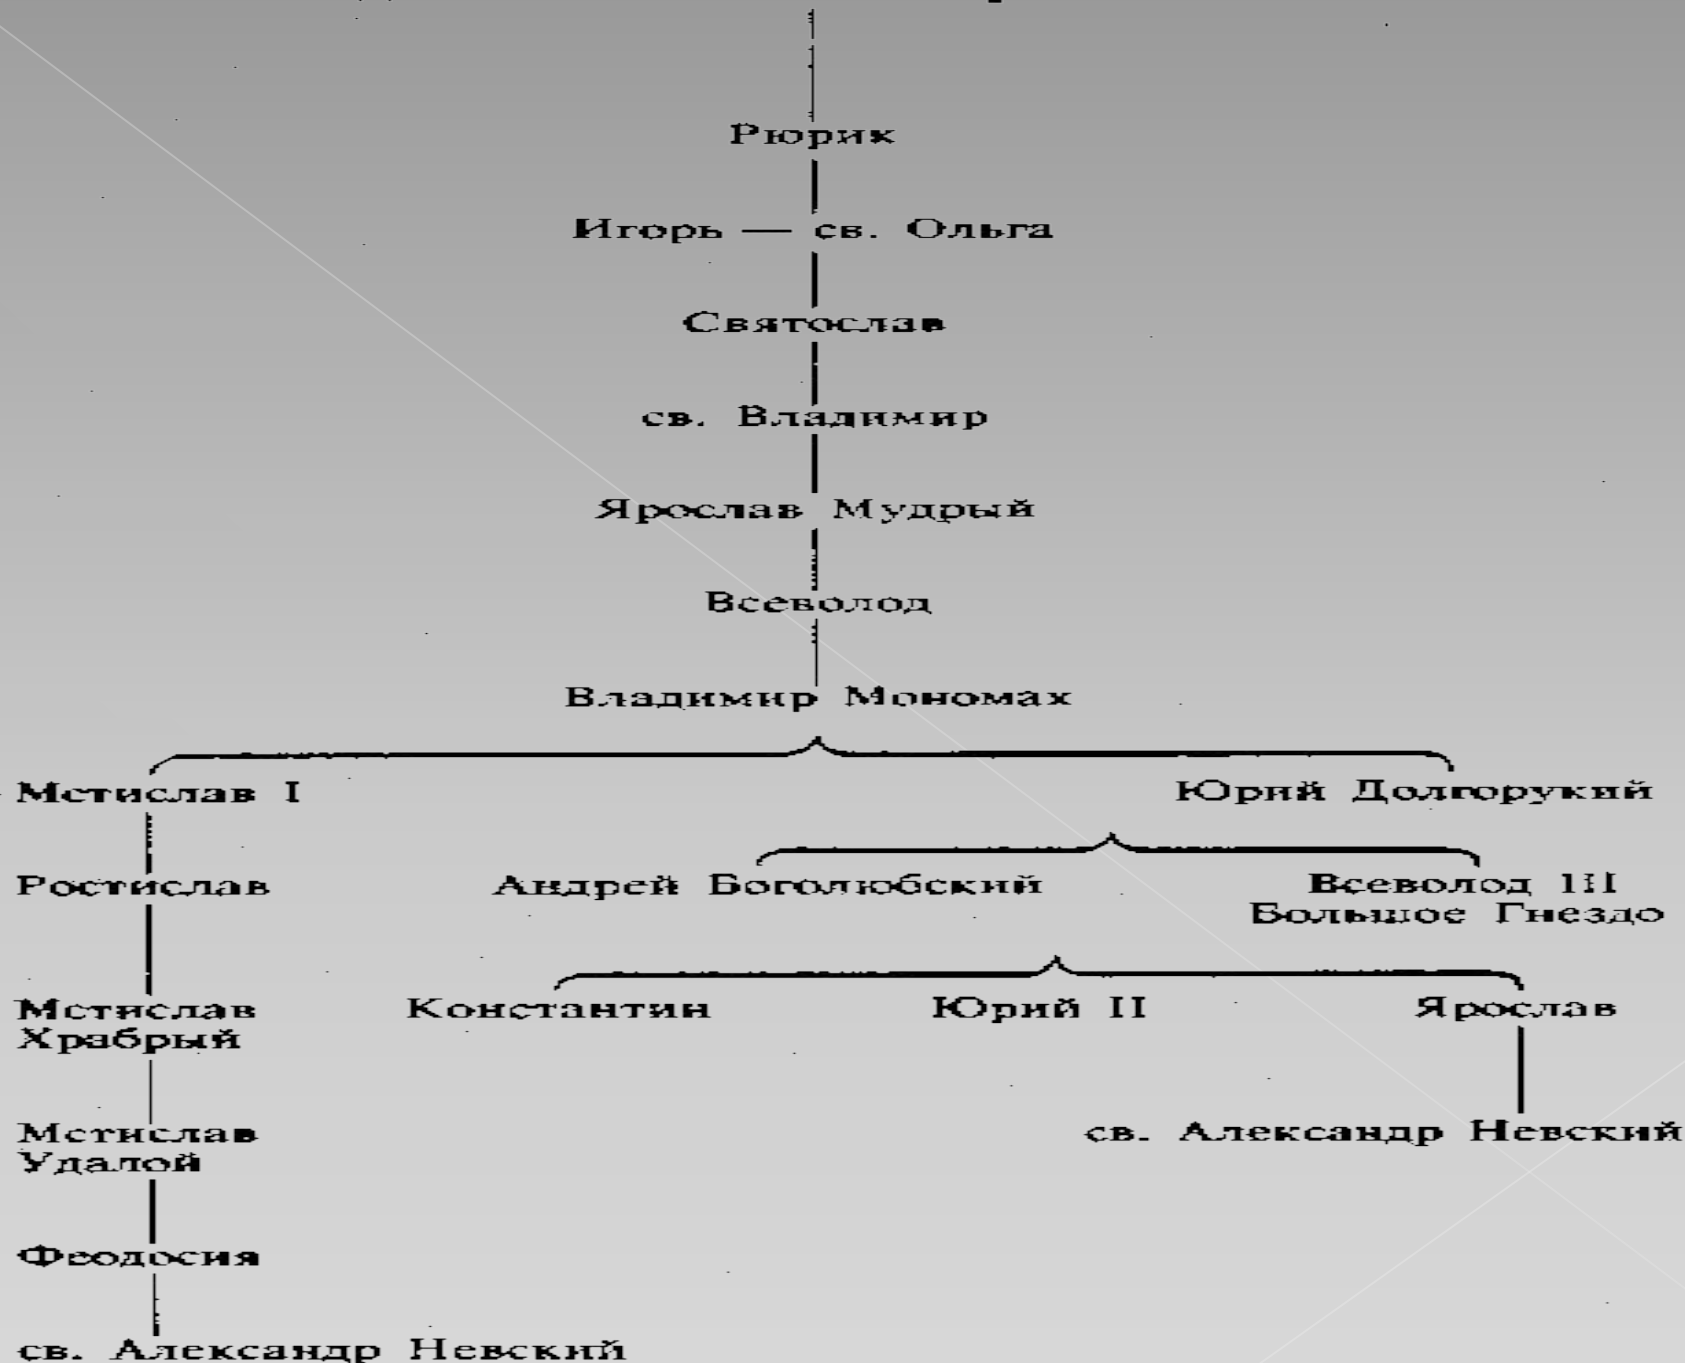 Рюрик
Игорь — св. Ольга
Святослав
св. Владимир
Ярослав Мудрый
Всеволод
Владимир Мономах
Мстислав I Юрий Долгорукий
Ростислав Андрей Боголюбский Всеволод III
Большое Гнездо
Мстислав Константин Юрий II Ярослав
Храбрый
Мстислав св. Александр Невский
Удалой
Феодосия
св. Александр Невский